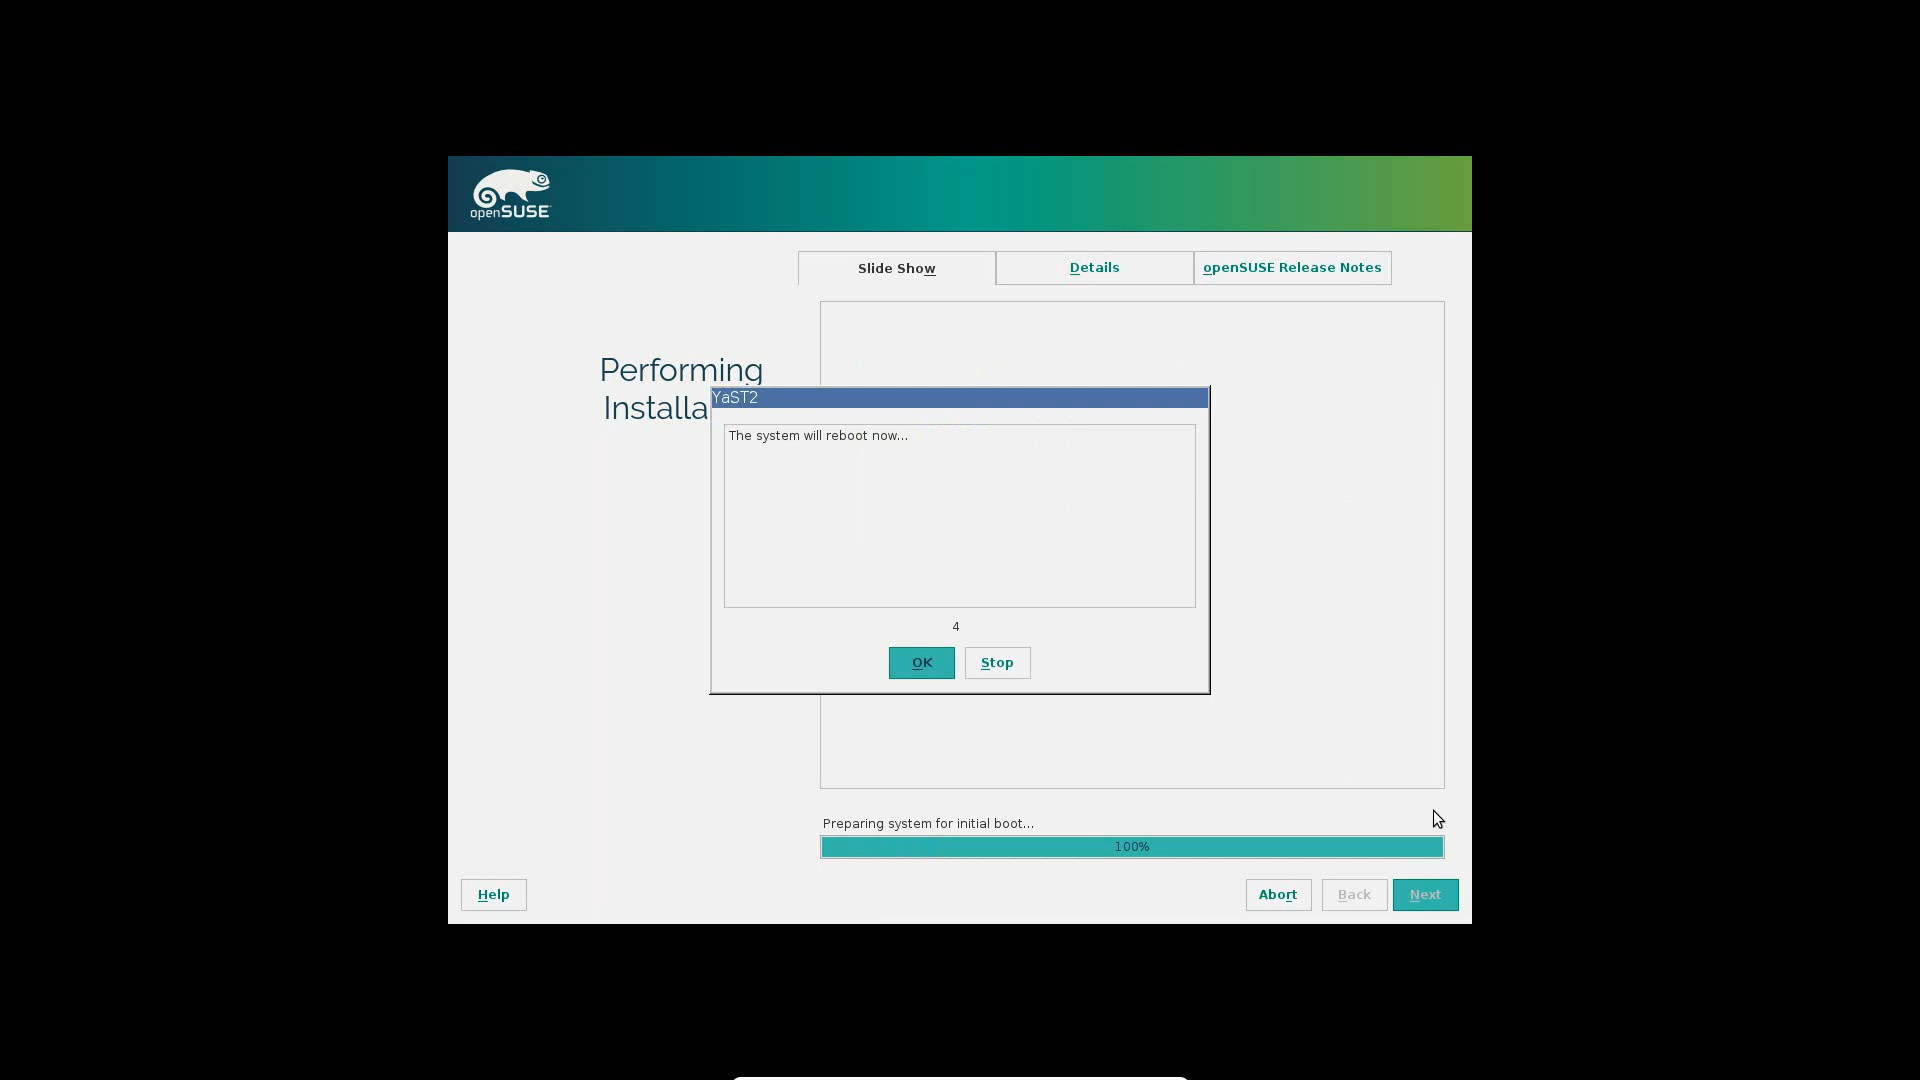 openSUSE
Slide Show
Details
openSUSE Release Notes
Performing
Installa
YaST2
The system will reboot now...
4
OK
Stop
Preparing system for initial boot...
100%
Help
Abort
Back
Next